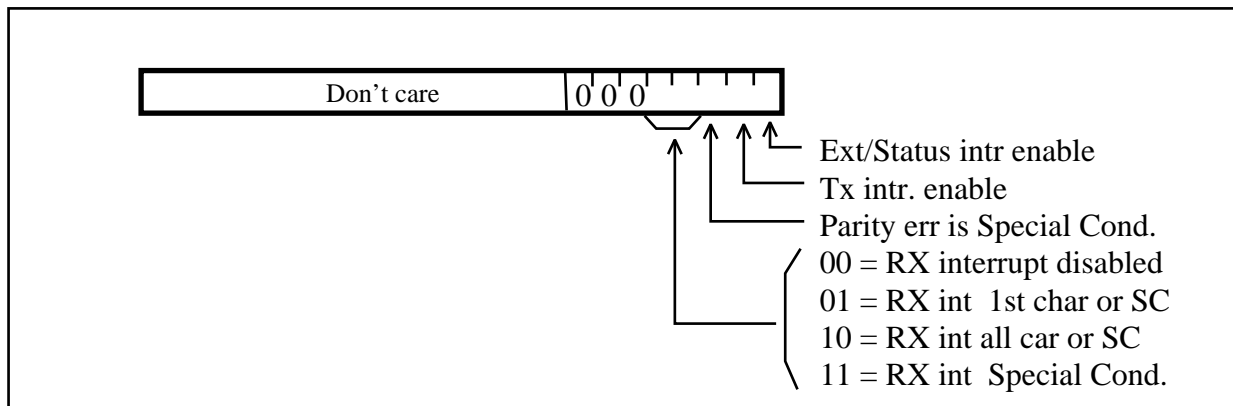 Don't care 0 0 0
Ext/Status intr enable
Tx intr. enable
Parity err is Special Cond.
00 = RX interrupt disabled
01 = RX int 1st char or SC
10 = RX int all car or SC
11 = RX int Special Cond.